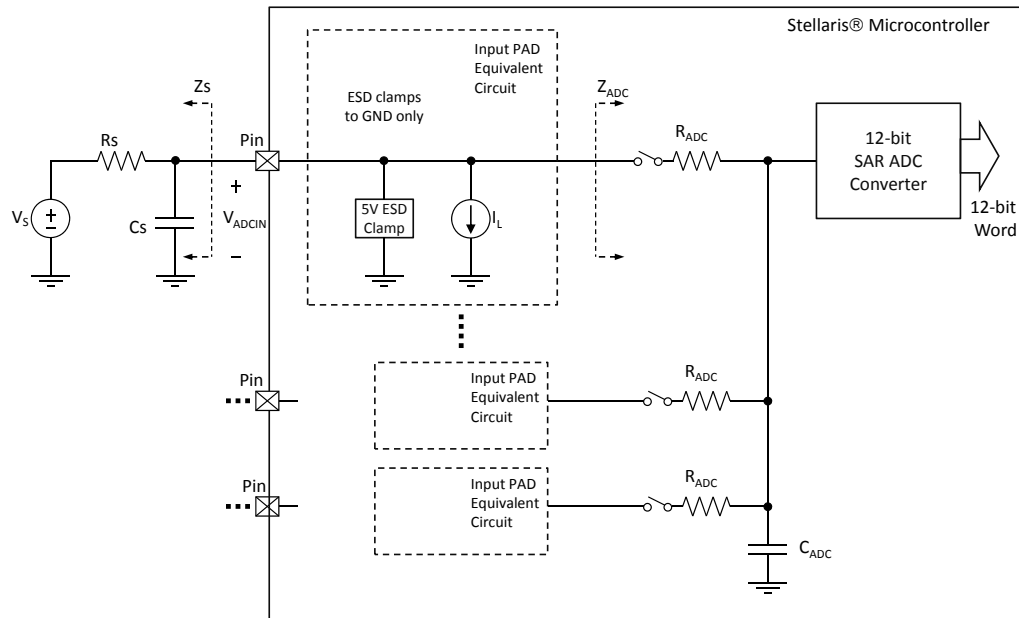 Stellaris® Microcontroller
Input PAD
Equivalent
Circuit
ESD clamps
to GND only
Zs
ZADC
Pin
Rs
RADC
12-bit
SAR ADC
Converter
12-bit
Word
+
VADCIN
−
VS
+
−
Cs
5V ESD
Clamp
IL
Pin
Input PAD
Equivalent
Circuit
RADC
Pin
Input PAD
Equivalent
Circuit
RADC
CADC